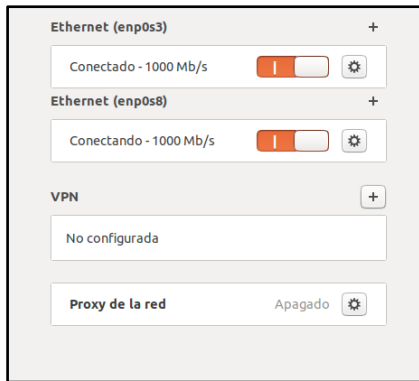 Ethernet (enp0s3)
Conectado - 1000 Mb/s
Ethernet (enp0s8)
Conectando - 1000 Mb/s
VPN
No configurada
Proxy de la red Apagado